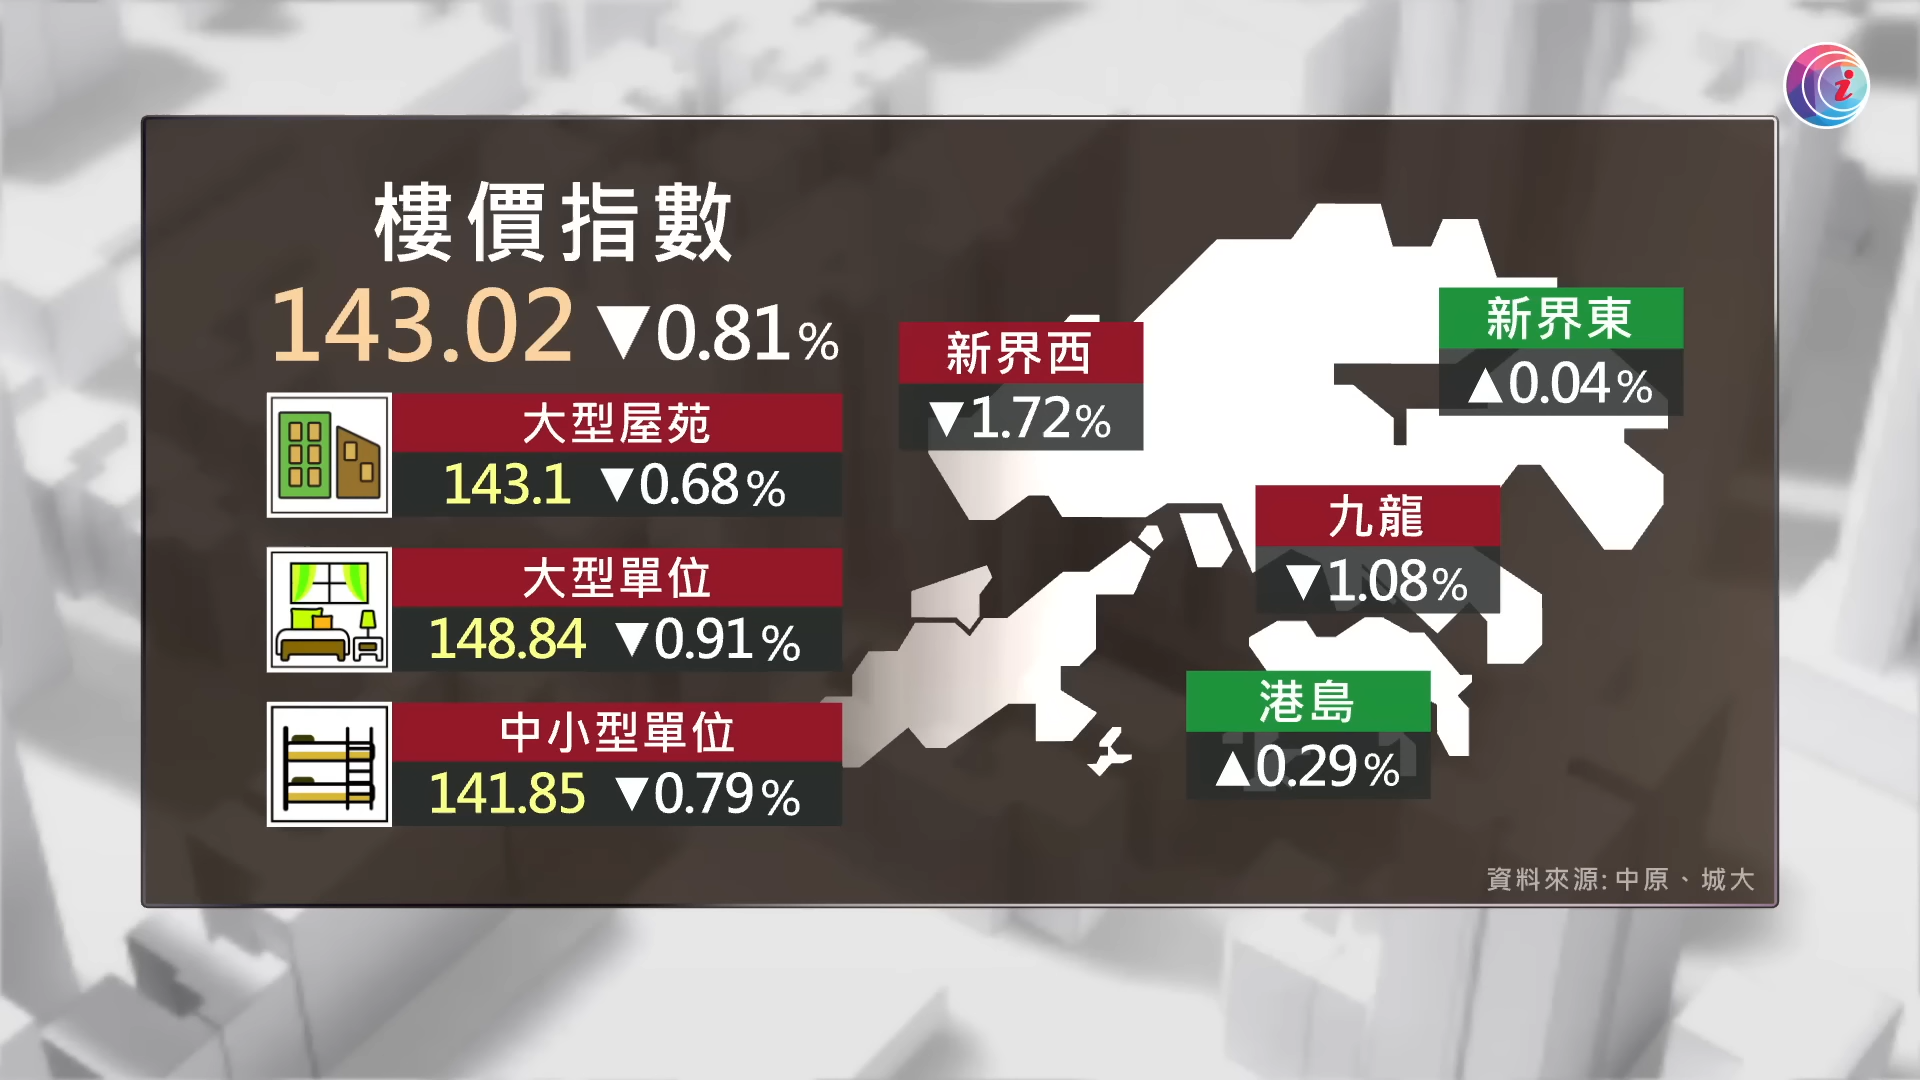 樓價指數
143.02 ▼0.81%
大型屋苑
143.1 ▼0.68%
大型單位
148.84 ▼0.91%
中小型單位
141.85 ▼0.79%
新界西
▼1.72%
新界東
▲0.04%
九龍
▼1.08%
港島
▲0.29%
資料來源: 中原、城大
i